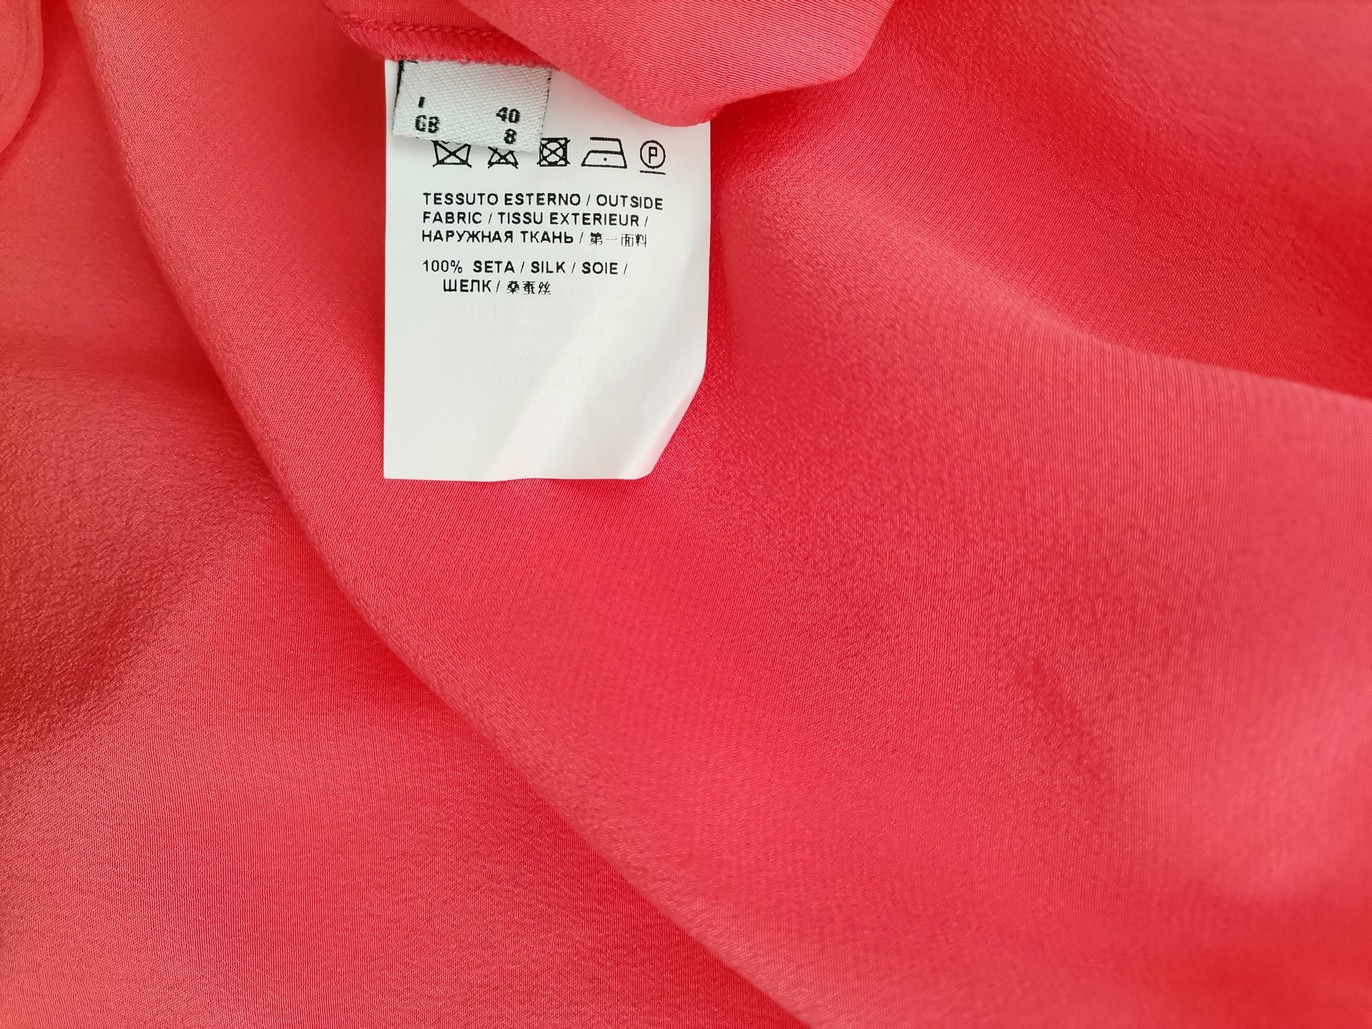 I 40
GB 8
P
TESSUTO ESTERNO / OUTSIDE
FABRIC / TISSU EXTERIEUR /
НАРУЖНАЯ ТКАНЬ / 第一面料
100% SETA / SILK / SOIE /
ШЕЛК / 桑蚕丝